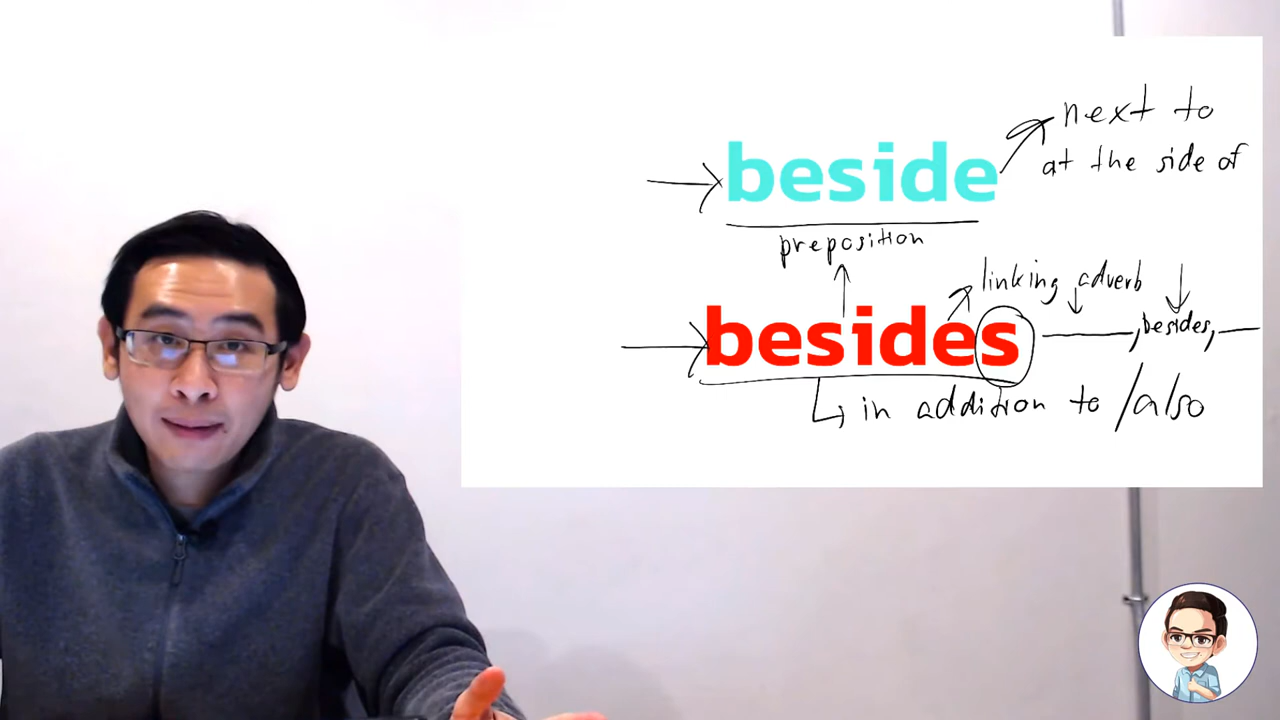 next to
beside
at the side of
preposition
linking adverb
besides
, besides,
in addition to / also